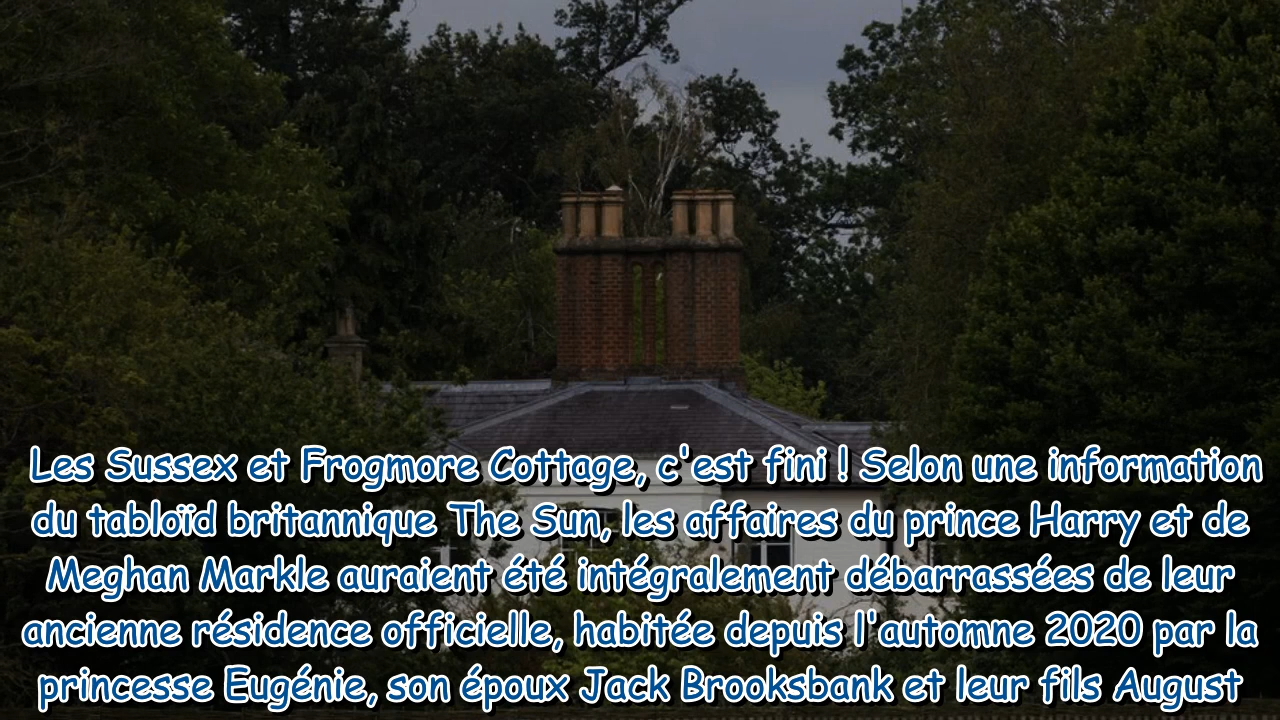 Les Sussex et Frogmore Cottage, c'est fini ! Selon une information
du tabloïd britannique The Sun, les affaires du prince Harry et de
Meghan Markle auraient été intégralement débarrassées de leur
ancienne résidence officielle, habitée depuis l'automne 2020 par la
princesse Eugénie, son époux Jack Brooksbank et leur fils August